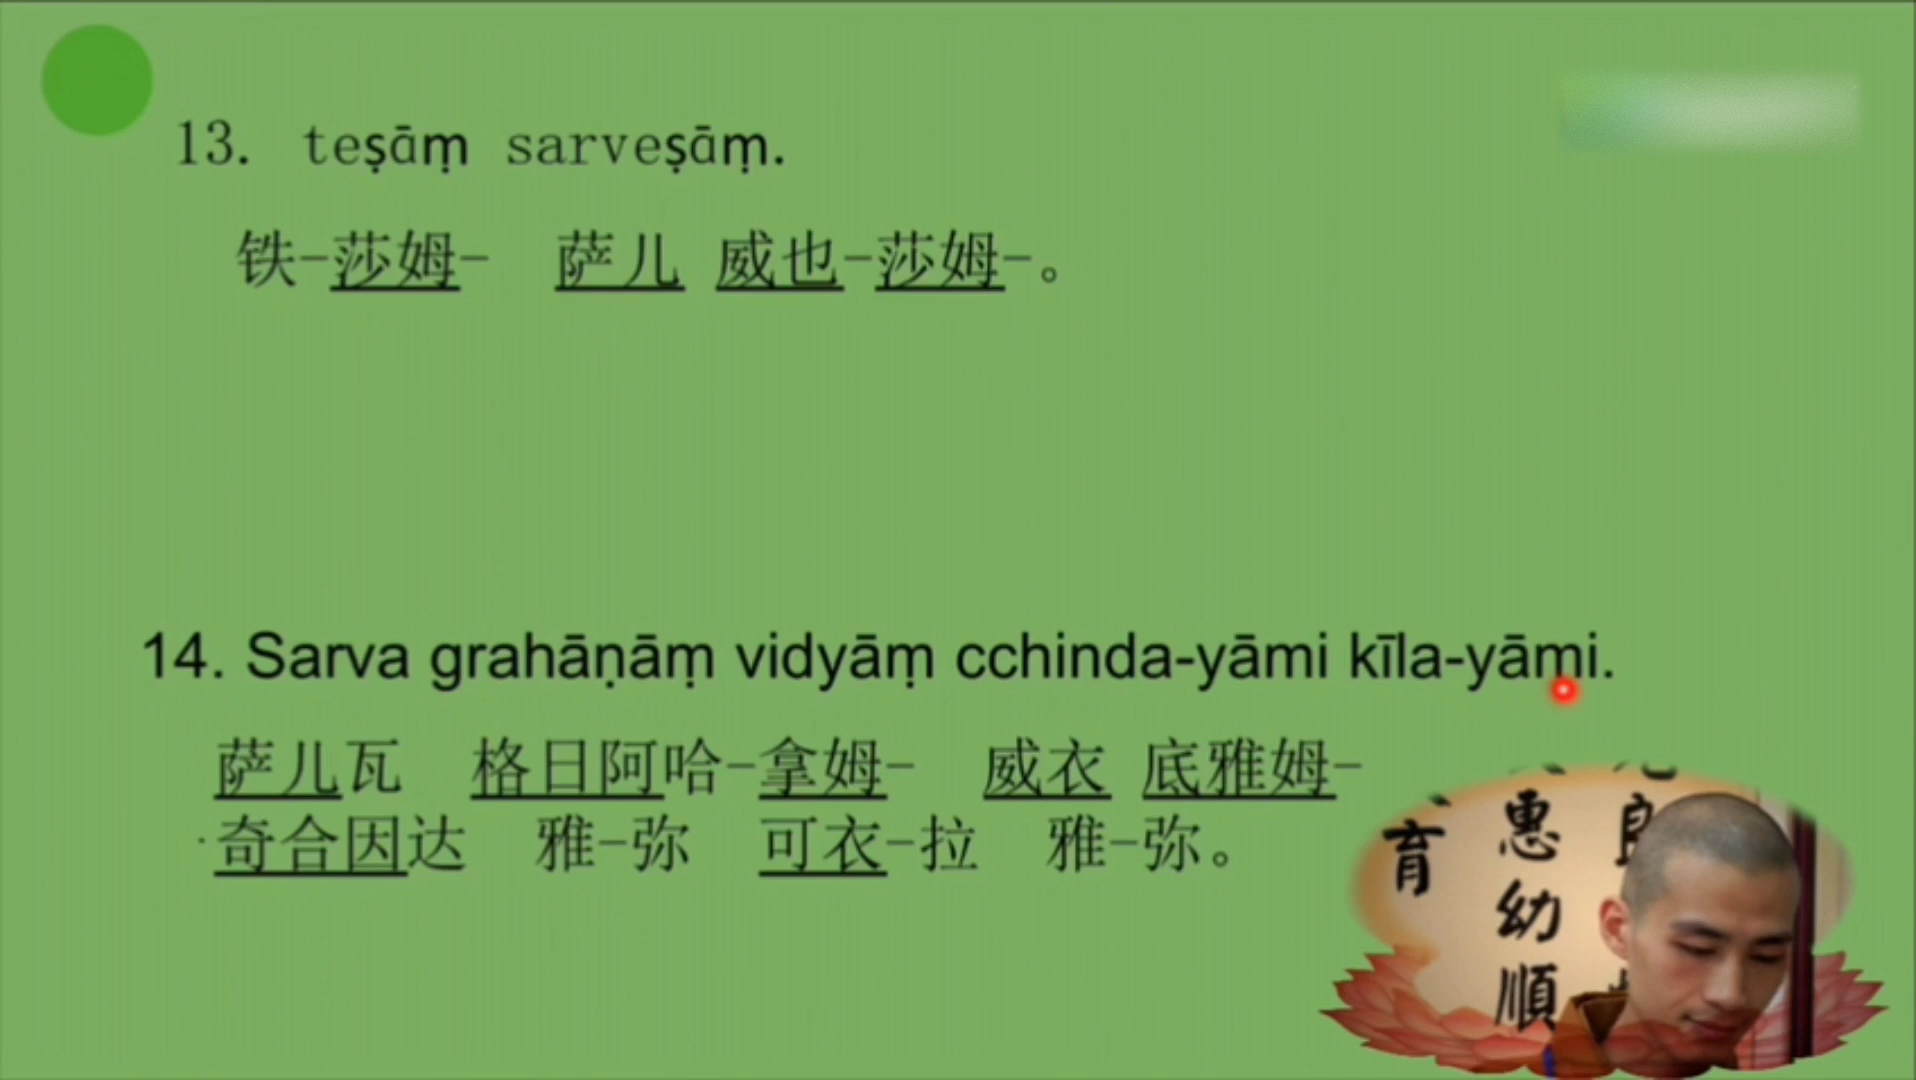 13. teṣāṃ sarveṣāṃ.
铁-莎姆- 萨儿 威也-莎姆-。
14. Sarva grahāṇāṃ vidyāṃ cchinda-yāmi kīla-yāmi.
萨儿瓦 格日阿哈-拿姆- 威衣 底雅姆-
奇合因达 雅-弥 可衣-拉 雅-弥。
育
惠幼順